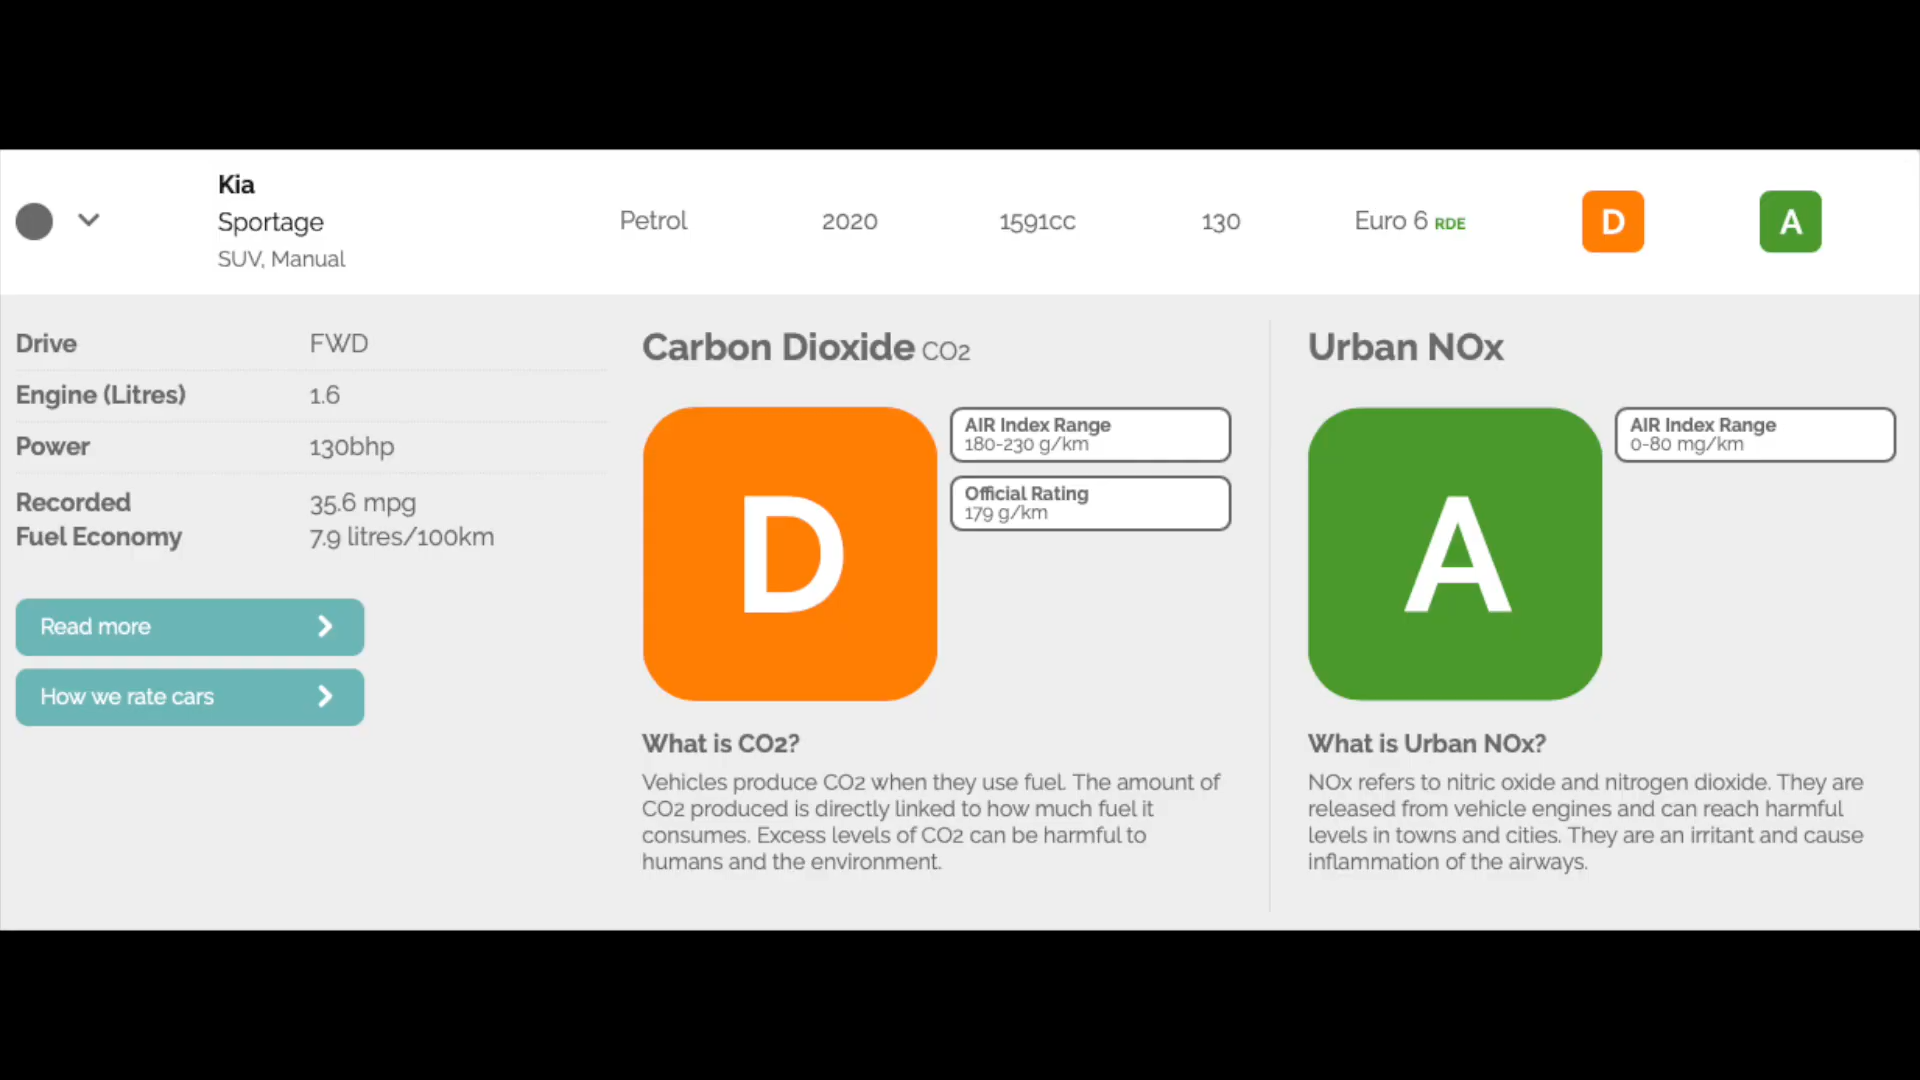 Kia
Sportage
SUV, Manual
Petrol
2020
1591cc
130
Euro 6 RDE
D
A
Drive FWD
Engine (Litres) 1.6
Power 130bhp
Recorded 35.6 mpg
Fuel Economy 7.9 litres/100km
Read more
How we rate cars
Carbon Dioxide CO2
D
AIR Index Range
180-230 g/km
Official Rating
179 g/km
What is CO2?
Vehicles produce CO2 when they use fuel. The amount of
CO2 produced is directly linked to how much fuel it
consumes. Excess levels of CO2 can be harmful to
humans and the environment.
Urban NOx
A
AIR Index Range
0-80 mg/km
What is Urban NOx?
NOx refers to nitric oxide and nitrogen dioxide. They are
released from vehicle engines and can reach harmful
levels in towns and cities. They are an irritant and cause
inflammation of the airways.